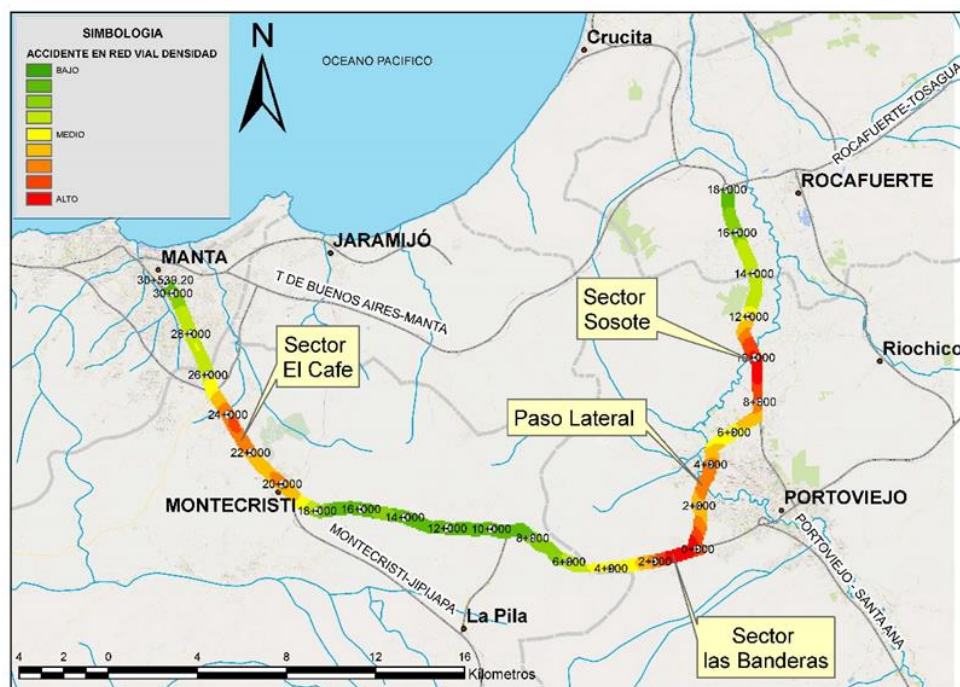 SIMBOLOGIA
ACCIDENTE EN RED VIAL DENSIDAD
BAJO
MEDIO
ALTO
N
OCEANO PACIFICO
Crucita
ROCAFUERTE-TOSAGUA
ROCAFUERTE
18+000
16+000
14+000
12+000
Sector
Sosote
10+000
8+000
6+000
Riochico
MANTA
JARAMIJÓ
30+539.20
30+000
T DE BUENOS AIRES-MANTA
28+000
Sector
El Cafe
26+000
24+000
22+000
20+000
MONTECRISTI
18+000
16+000
14+000
12+000
10+000
8+000
6+000
4+000
2+000
0+000
Paso Lateral
4+000
2+000
PORTOVIEJO
PORTOVIEJO - SANTA ANA
MONTECRISTI-JIPIJAPA
La Pila
Sector
las Banderas
4 2 0 4 8 12 16
Kilometros